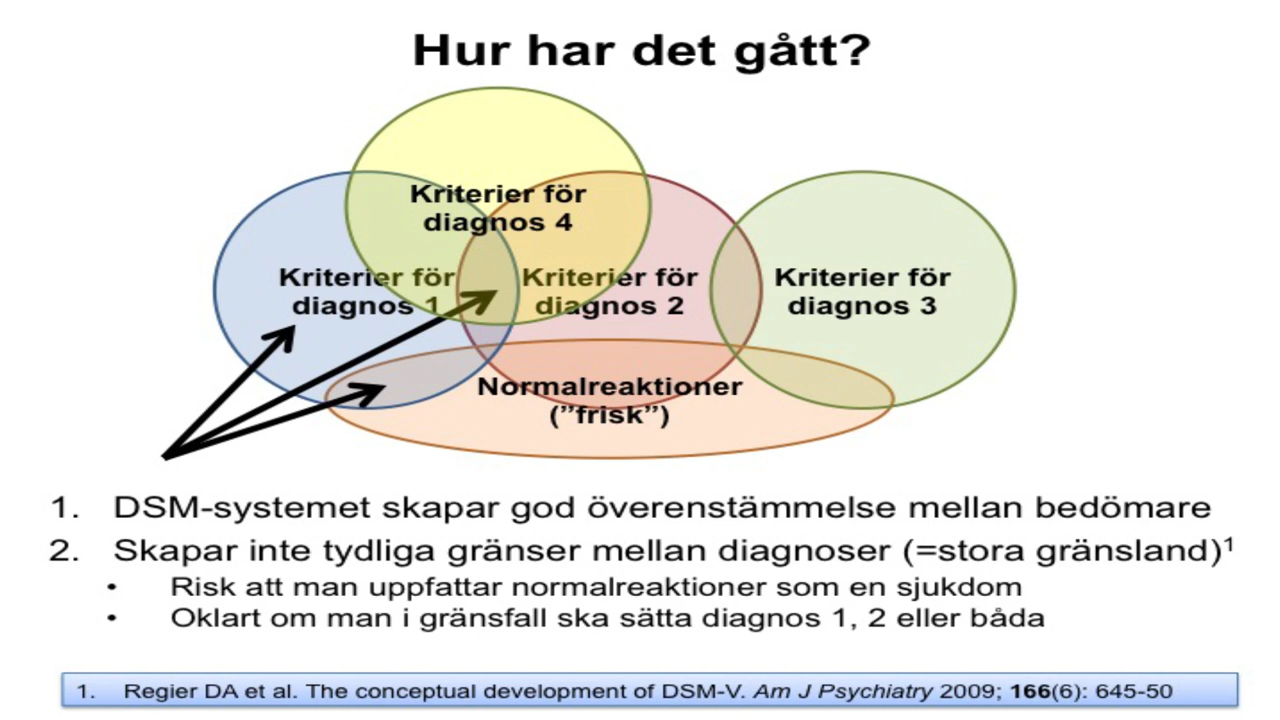 Hur har det gått?
Kriterier för
diagnos 4
Kriterier för
diagnos 1
Kriterier för
diagnos 2
Kriterier för
diagnos 3
Normalreaktioner
(”frisk”)
1. DSM-systemet skapar god överenstämmelse mellan bedömare
2. Skapar inte tydliga gränser mellan diagnoser (=stora gränsland)¹
• Risk att man uppfattar normalreaktioner som en sjukdom
• Oklart om man i gränsfall ska sätta diagnos 1, 2 eller båda
1. Regier DA et al. The conceptual development of DSM-V. Am J Psychiatry 2009; 166(6): 645-50